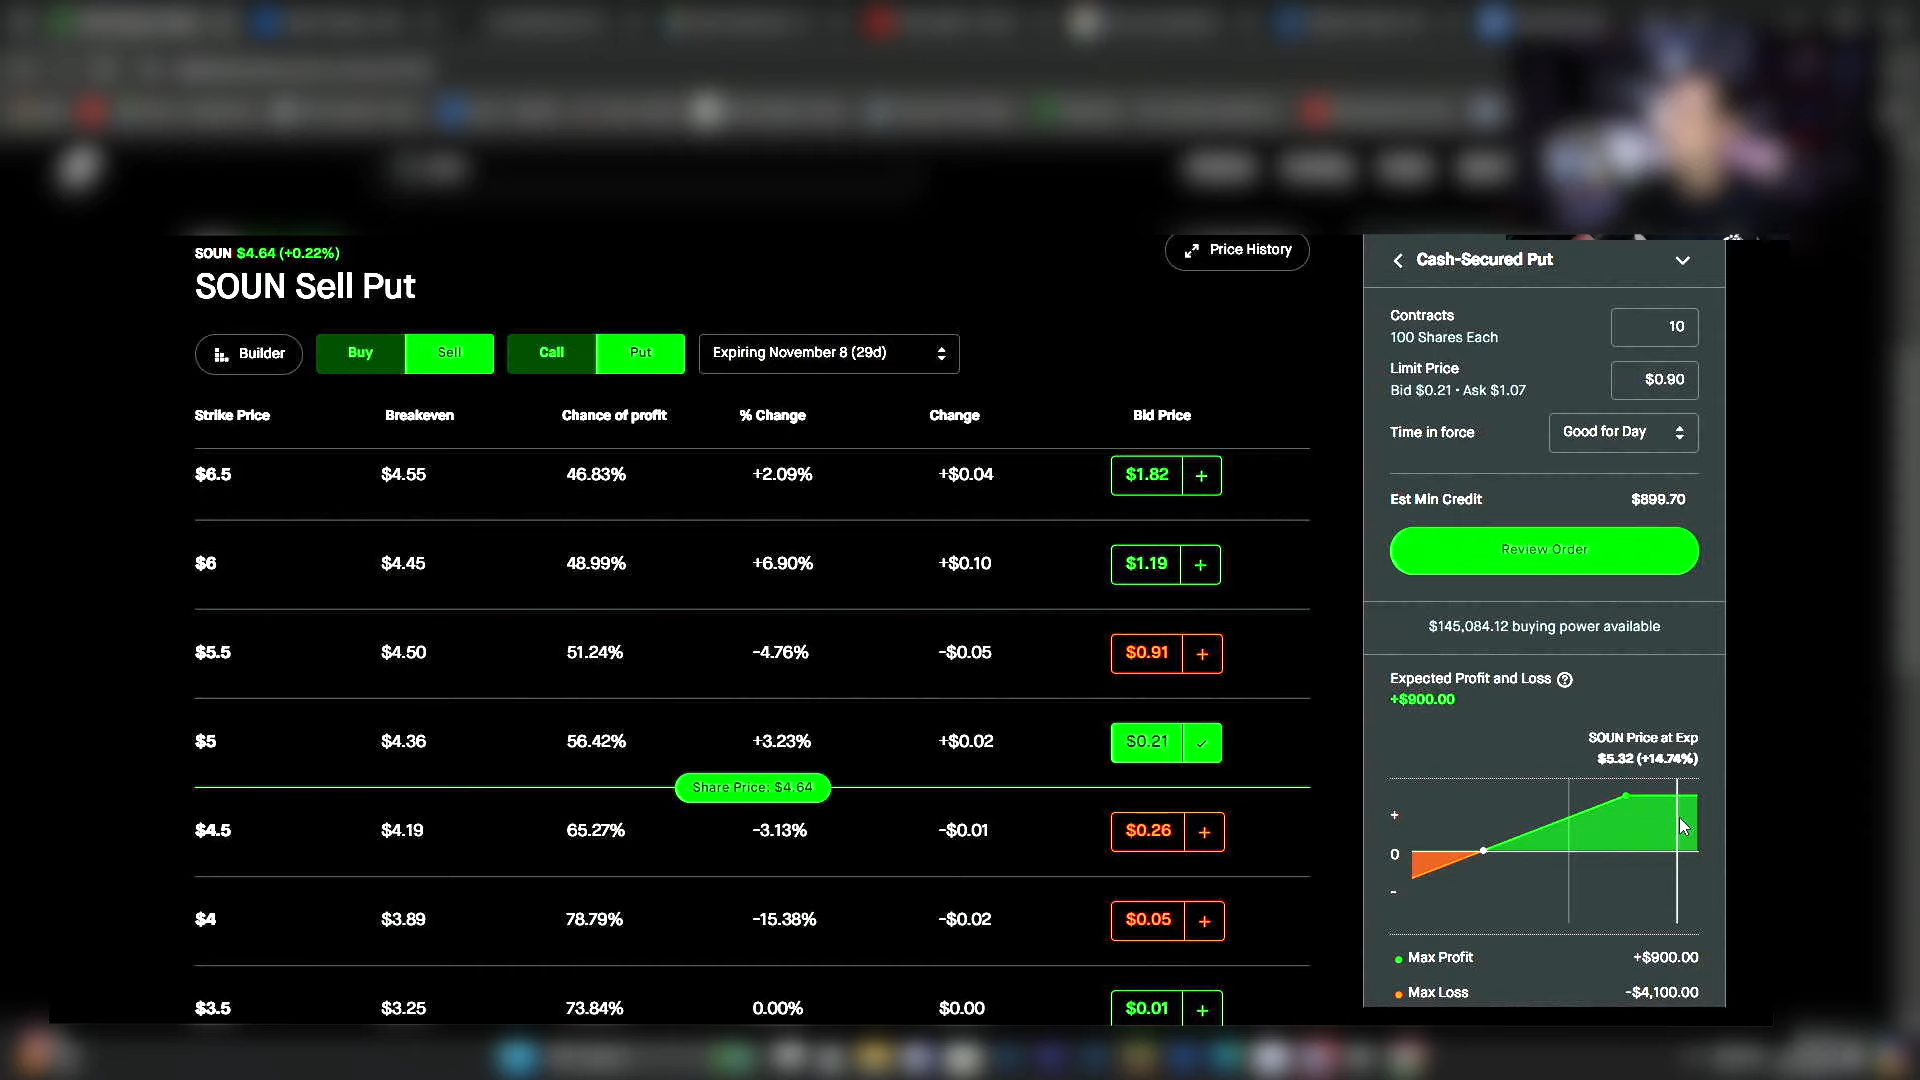 SOUN $4.64 (+0.22%)
SOUN Sell Put
Price History
Builder
Buy
Sell
Call
Put
Expiring November 8 (29d)
Strike Price Breakeven Chance of profit % Change Change Bid Price
$6.5 $4.55 46.83% +2.09% +$0.04 $1.82 +
$6 $4.45 48.99% +6.90% +$0.10 $1.19 +
$5.5 $4.50 51.24% -4.76% -$0.05 $0.91 +
$5 $4.36 56.42% +3.23% +$0.02 $0.21
Share Price: $4.64
$4.5 $4.19 65.27% -3.13% -$0.01 $0.26 +
$4 $3.89 78.79% -15.38% -$0.02 $0.05 +
$3.5 $3.25 73.84% 0.00% $0.00 $0.01 +
Cash-Secured Put
Contracts
100 Shares Each
10
Limit Price
Bid $0.21 · Ask $1.07
$0.90
Time in force
Good for Day
Est Min Credit $899.70
Review Order
$145,084.12 buying power available
Expected Profit and Loss ?
+$900.00
SOUN Price at Exp
$5.32 (+14.74%)
+
0
-
Max Profit +$900.00
Max Loss -$4,100.00